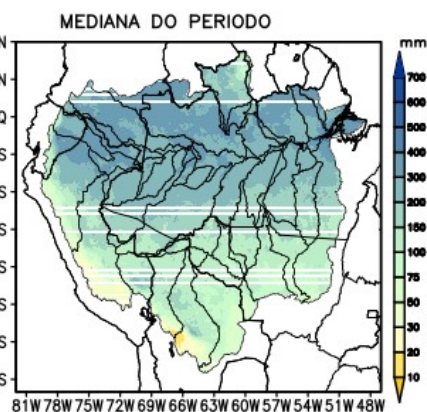 MEDIANA DO PERIODO
mm
N
N
Q
S
S
S
S
S
S
S
700
600
500
400
300
200
150
100
75
50
30
20
10
81W 78W 75W 72W 69W 66W 63W 60W 57W 54W 51W 48W